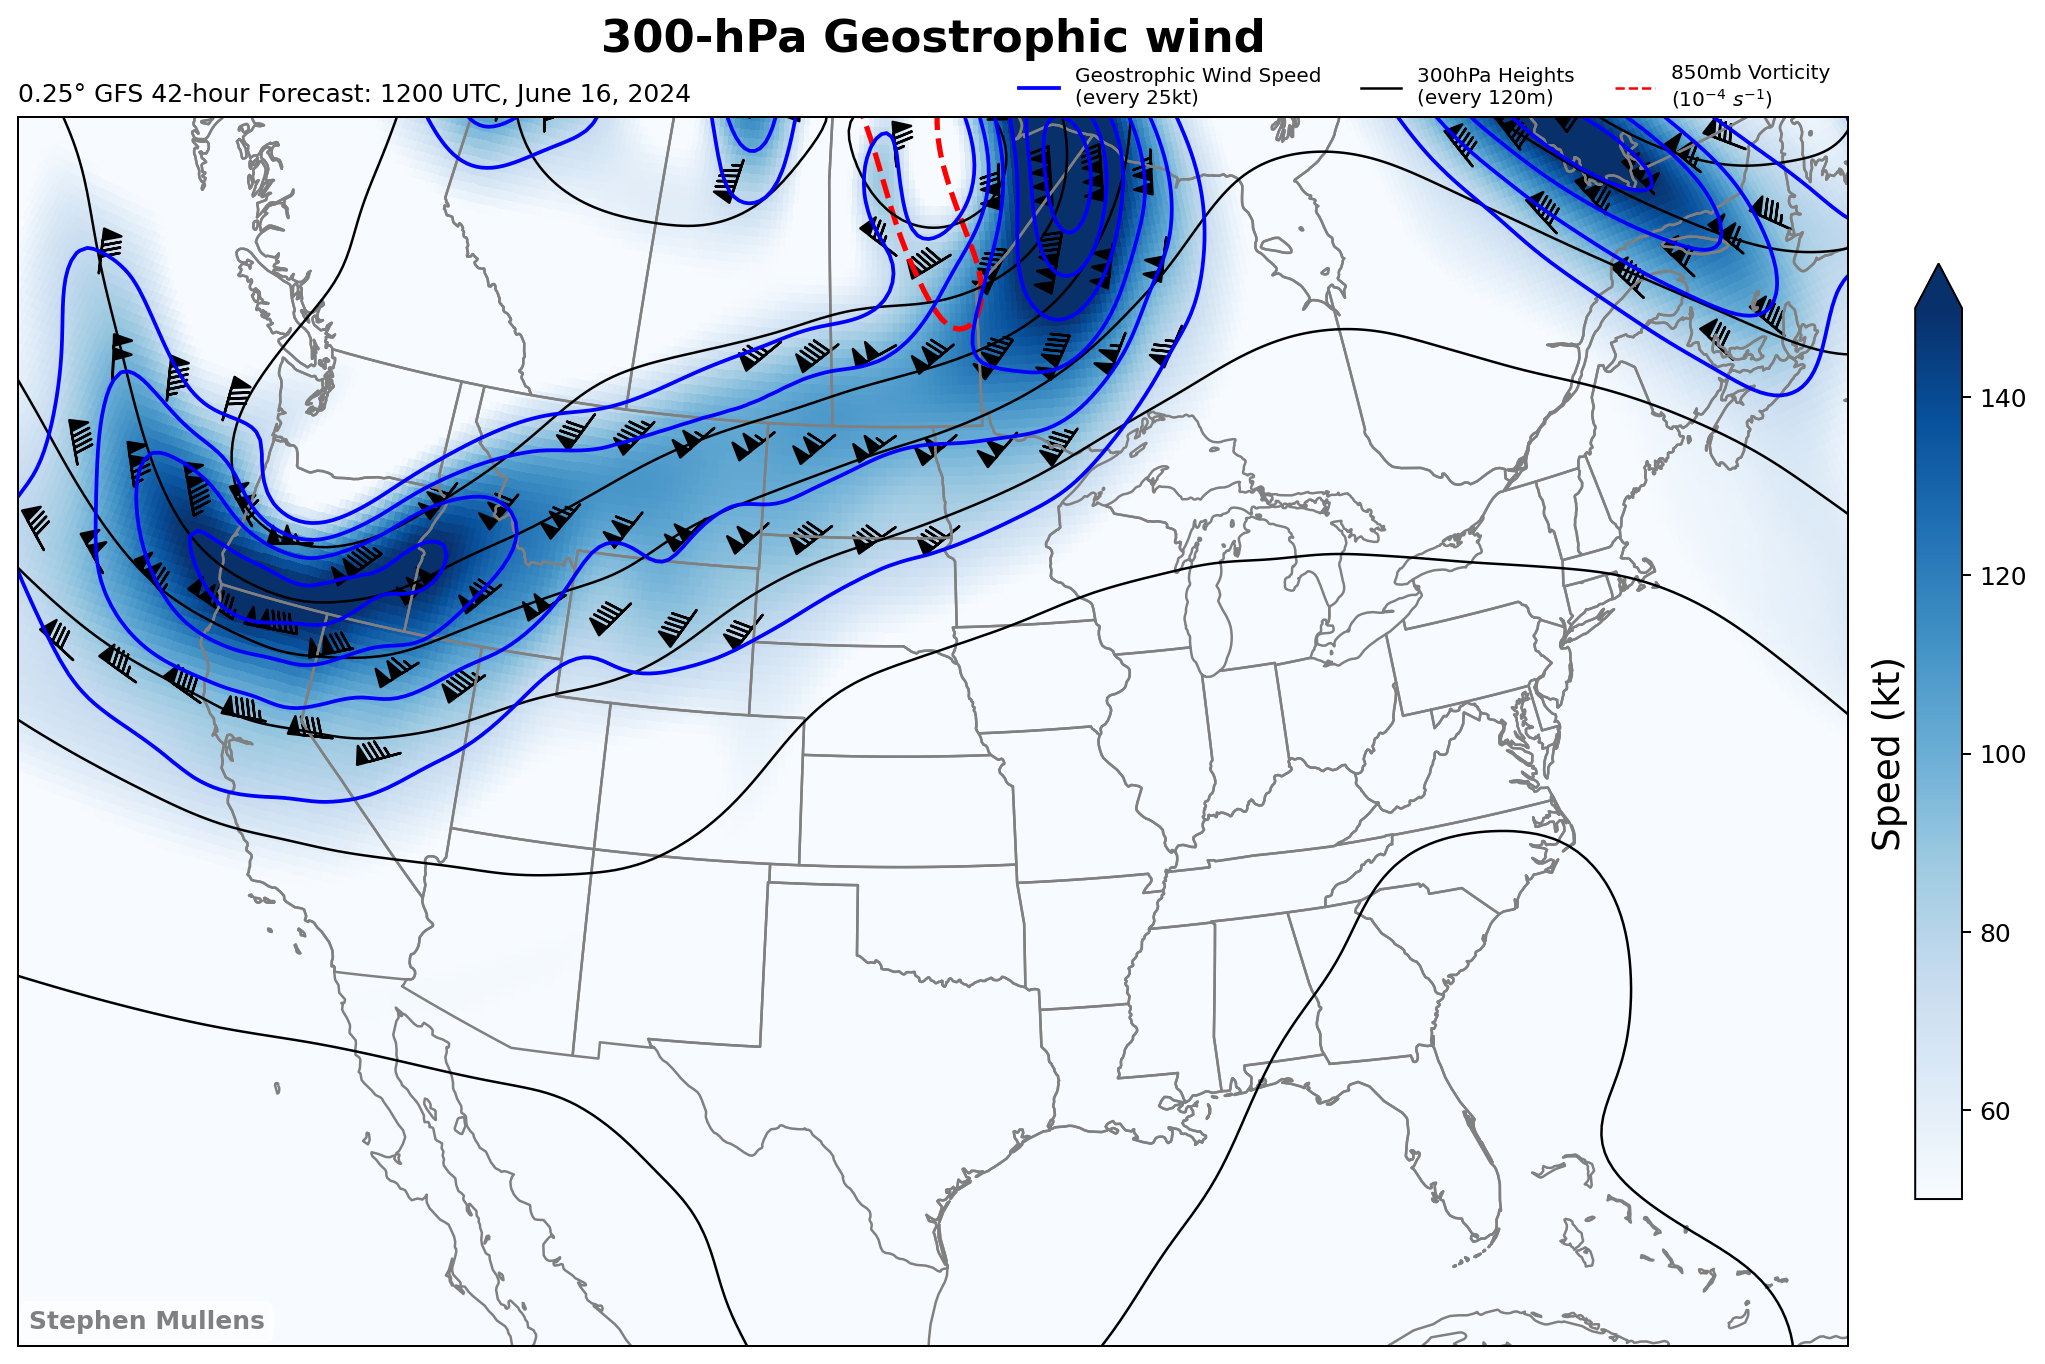 300-hPa Geostrophic wind
0.25° GFS 42-hour Forecast: 1200 UTC, June 16, 2024
Geostrophic Wind Speed
(every 25kt)
300hPa Heights
(every 120m)
850mb Vorticity
(10⁻⁴ s⁻¹)
140
120
100
80
60
Speed (kt)
Stephen Mullens